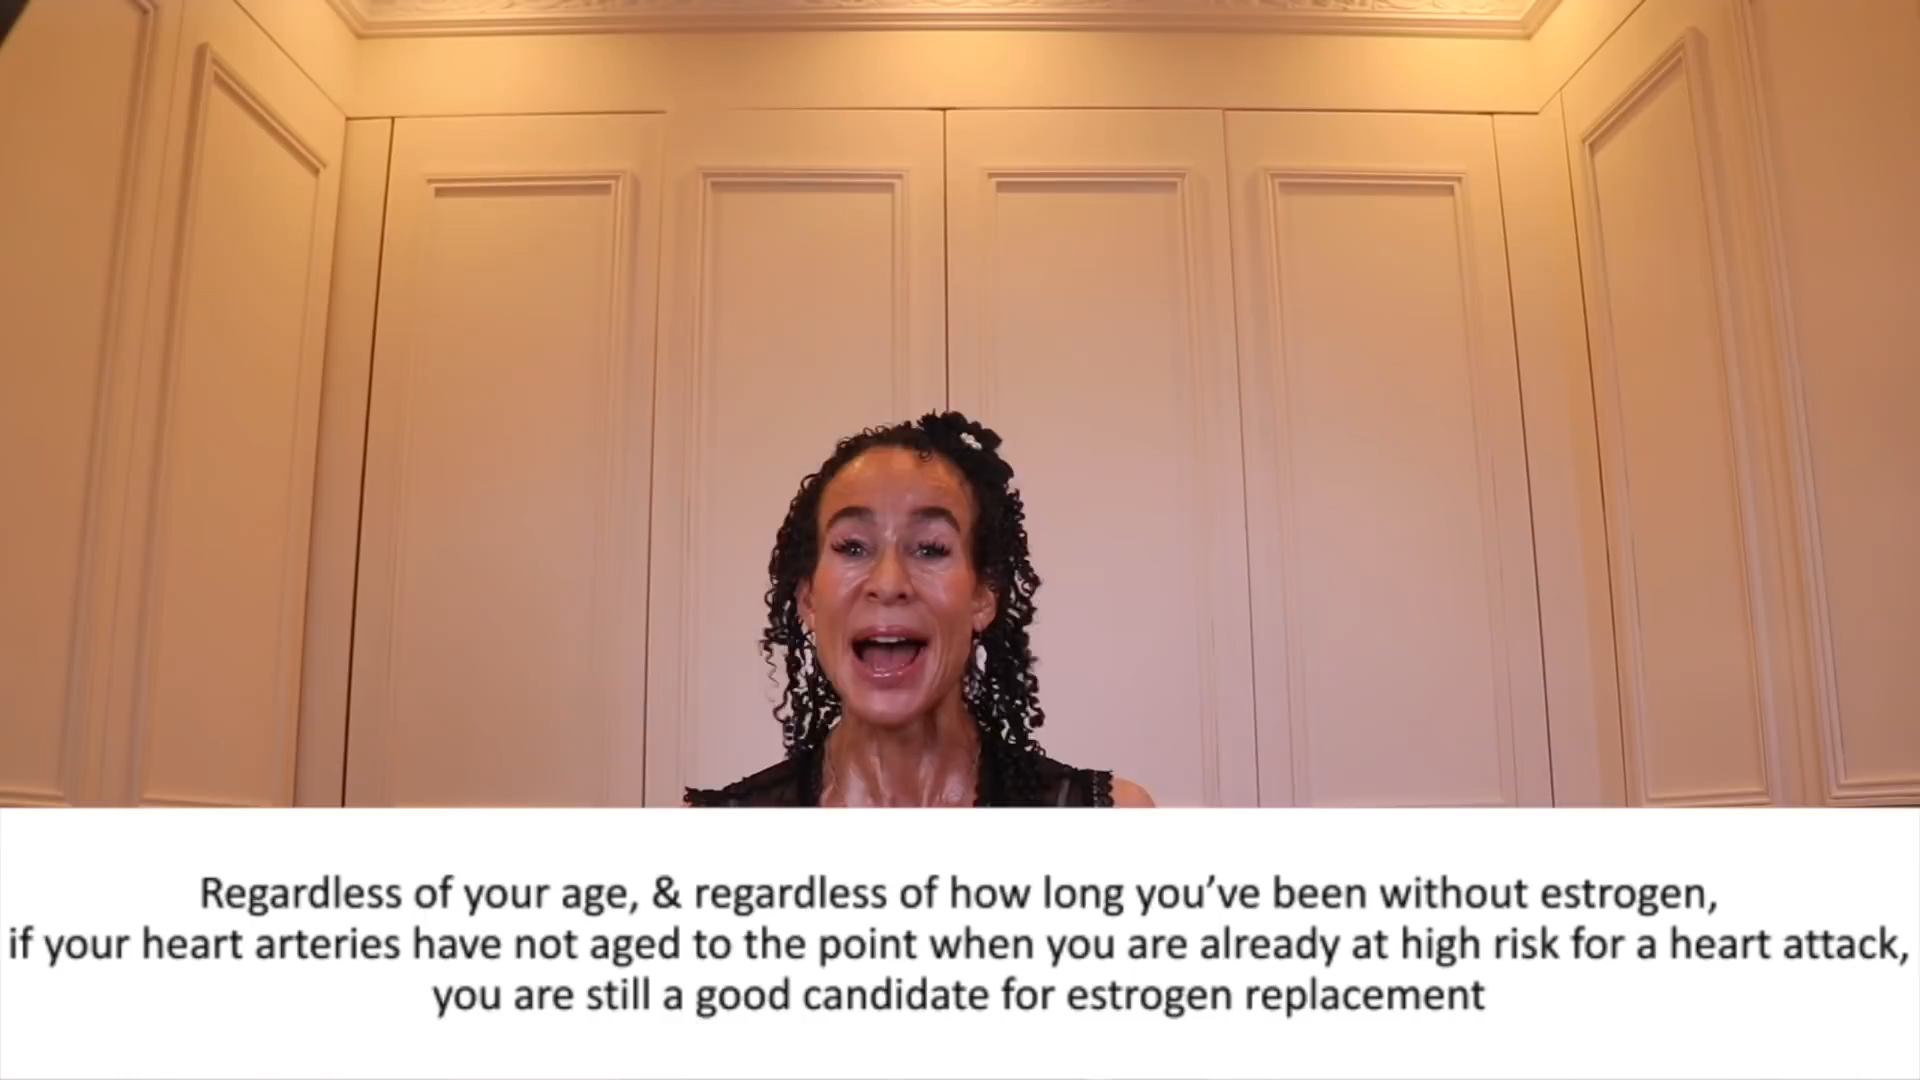 Regardless of your age, & regardless of how long you’ve been without estrogen,
if your heart arteries have not aged to the point when you are already at high risk for a heart attack,
you are still a good candidate for estrogen replacement